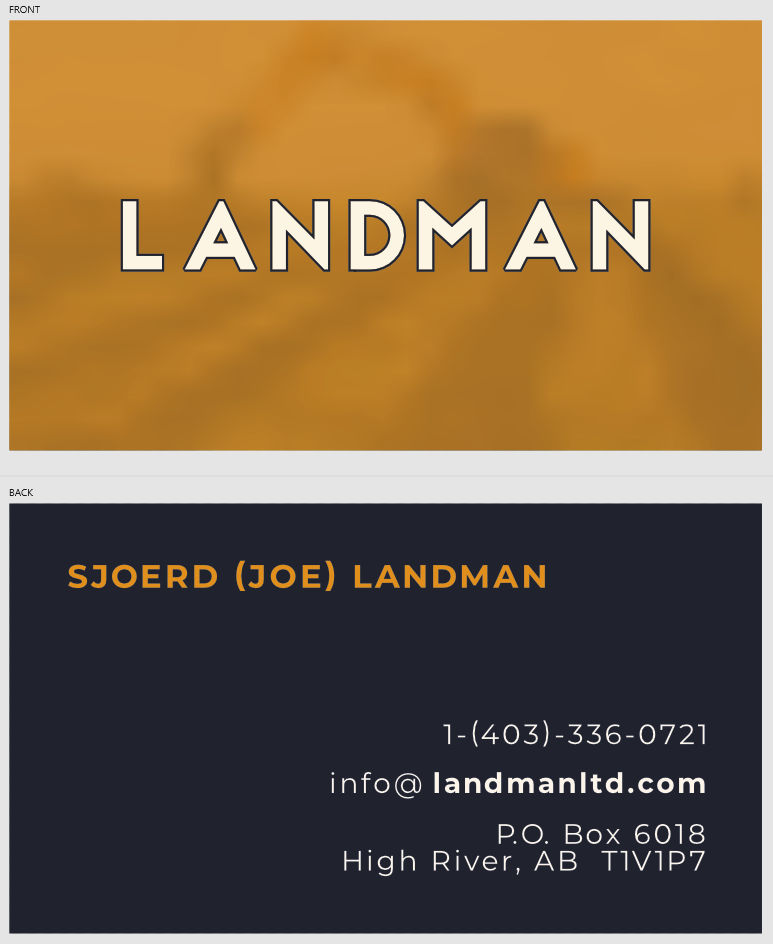 FRONT
LANDMAN
BACK
SJOERD (JOE) LANDMAN
1-(403)-336-0721
info@landmanltd.com
P.O. Box 6018
High River, AB  T1V1P7